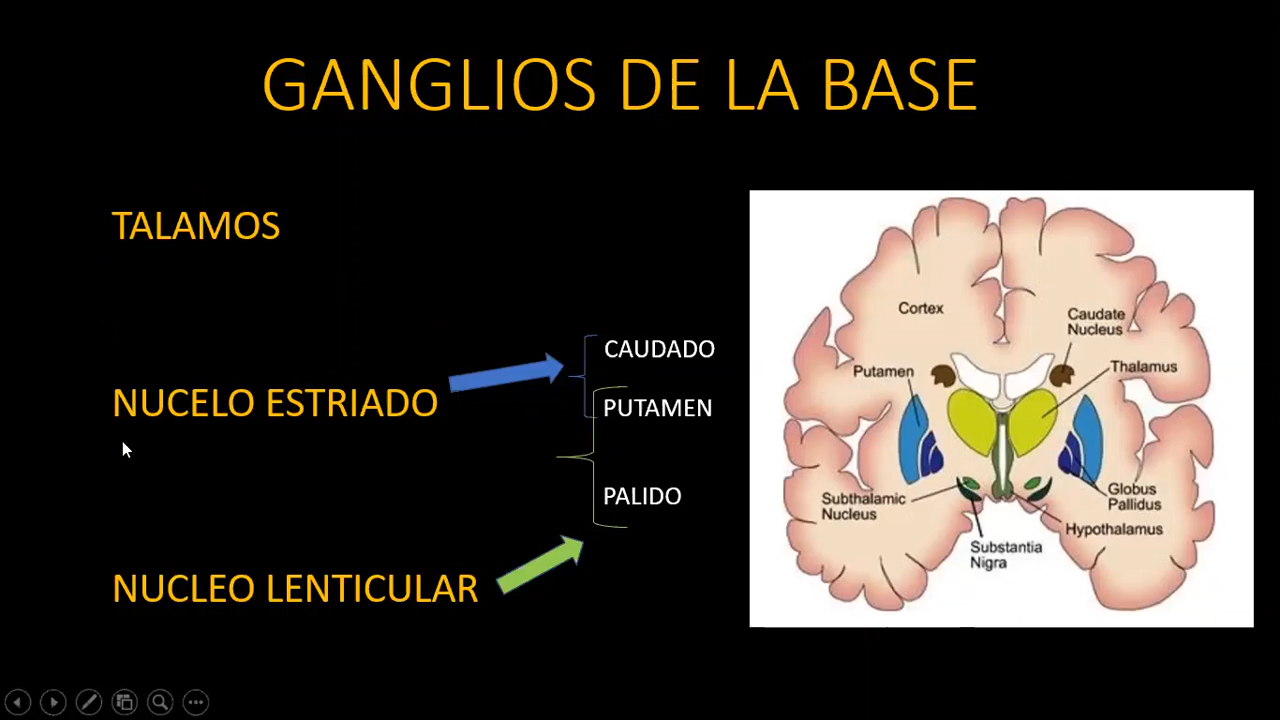 GANGLIOS DE LA BASE
TALAMOS
NUCELO ESTRIADO
NUCLEO LENTICULAR
CAUDADO
PUTAMEN
PALIDO
Cortex
Caudate
Nucleus
Putamen
Thalamus
Subthalamic
Nucleus
Globus
Pallidus
Hypothalamus
Substantia
Nigra